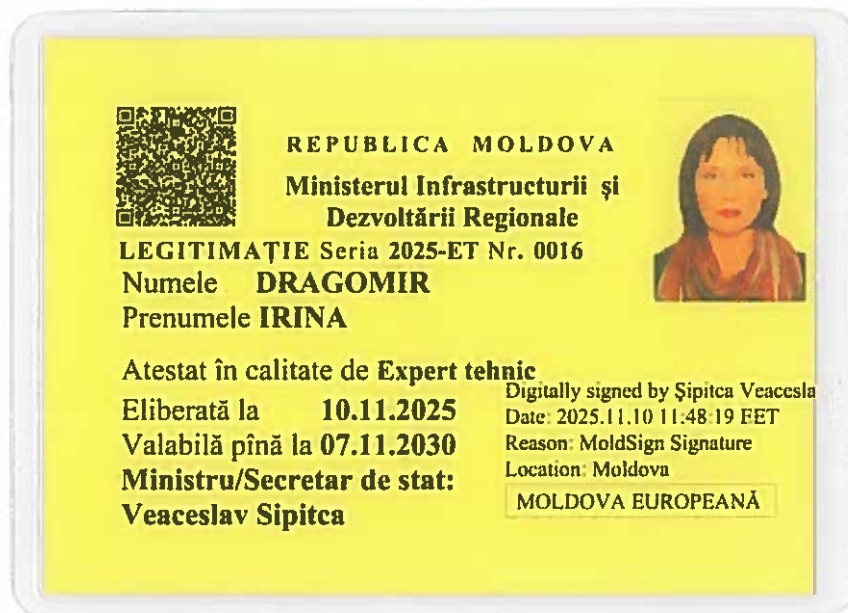 REPUBLICA MOLDOVA
Ministerul Infrastructurii și
Dezvoltării Regionale
LEGITIMAȚIE Seria 2025-ET Nr. 0016
Numele DRAGOMIR
Prenumele IRINA
Atestat în calitate de Expert tehnic
Eliberată la 10.11.2025
Valabilă pînă la 07.11.2030
Ministru/Secretar de stat:
Veaceslav Sipitca
Digitally signed by Șipitca Veacesla
Date: 2025.11.10 11:48:19 EET
Reason: MoldSign Signature
Location: Moldova
MOLDOVA EUROPEANĂ